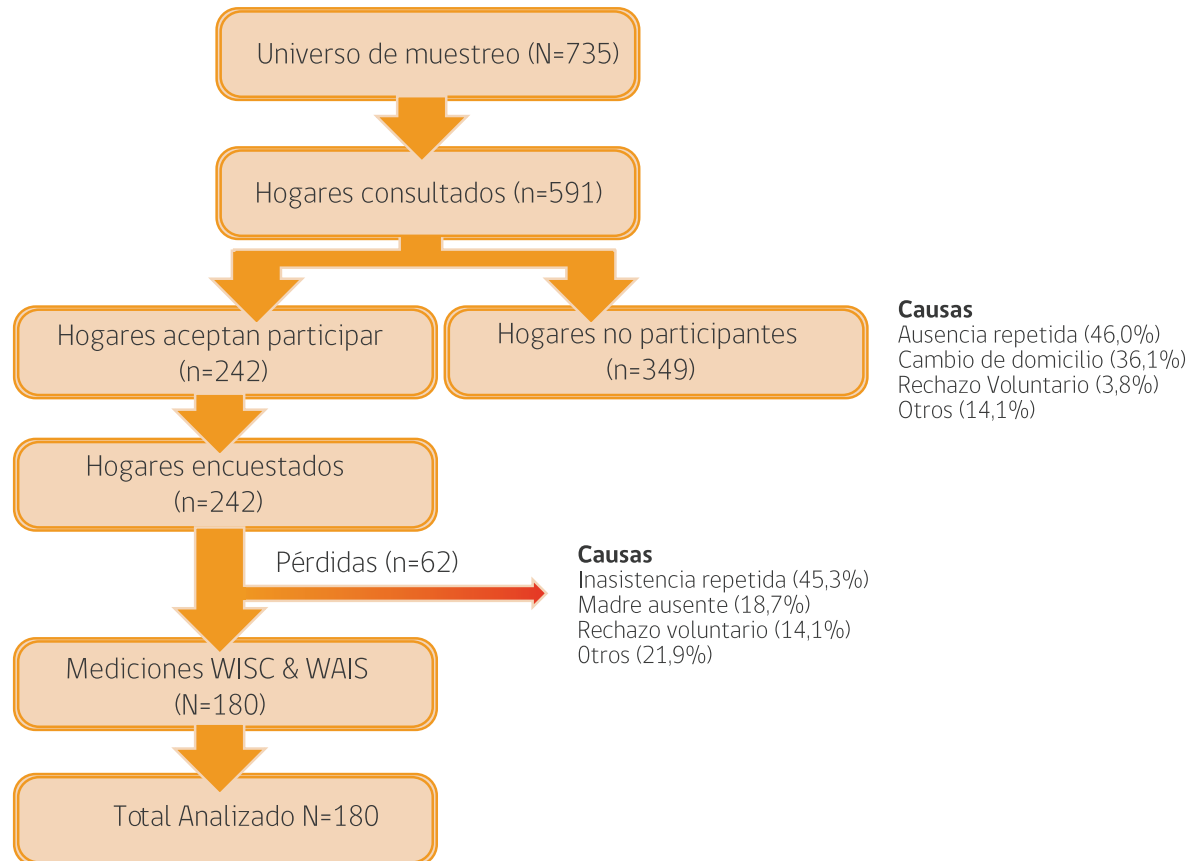 Universo de muestreo (N=735)
Hogares consultados (n=591)
Hogares aceptan participar
(n=242)
Hogares no participantes
(n=349)
Causas
Ausencia repetida (46,0%)
Cambio de domicilio (36,1%)
Rechazo Voluntario (3,8%)
Otros (14,1%)
Hogares encuestados
(n=242)
Pérdidas (n=62)
Causas
Inasistencia repetida (45,3%)
Madre ausente (18,7%)
Rechazo voluntario (14,1%)
Otros (21,9%)
Mediciones WISC & WAIS
(N=180)
Total Analizado N=180